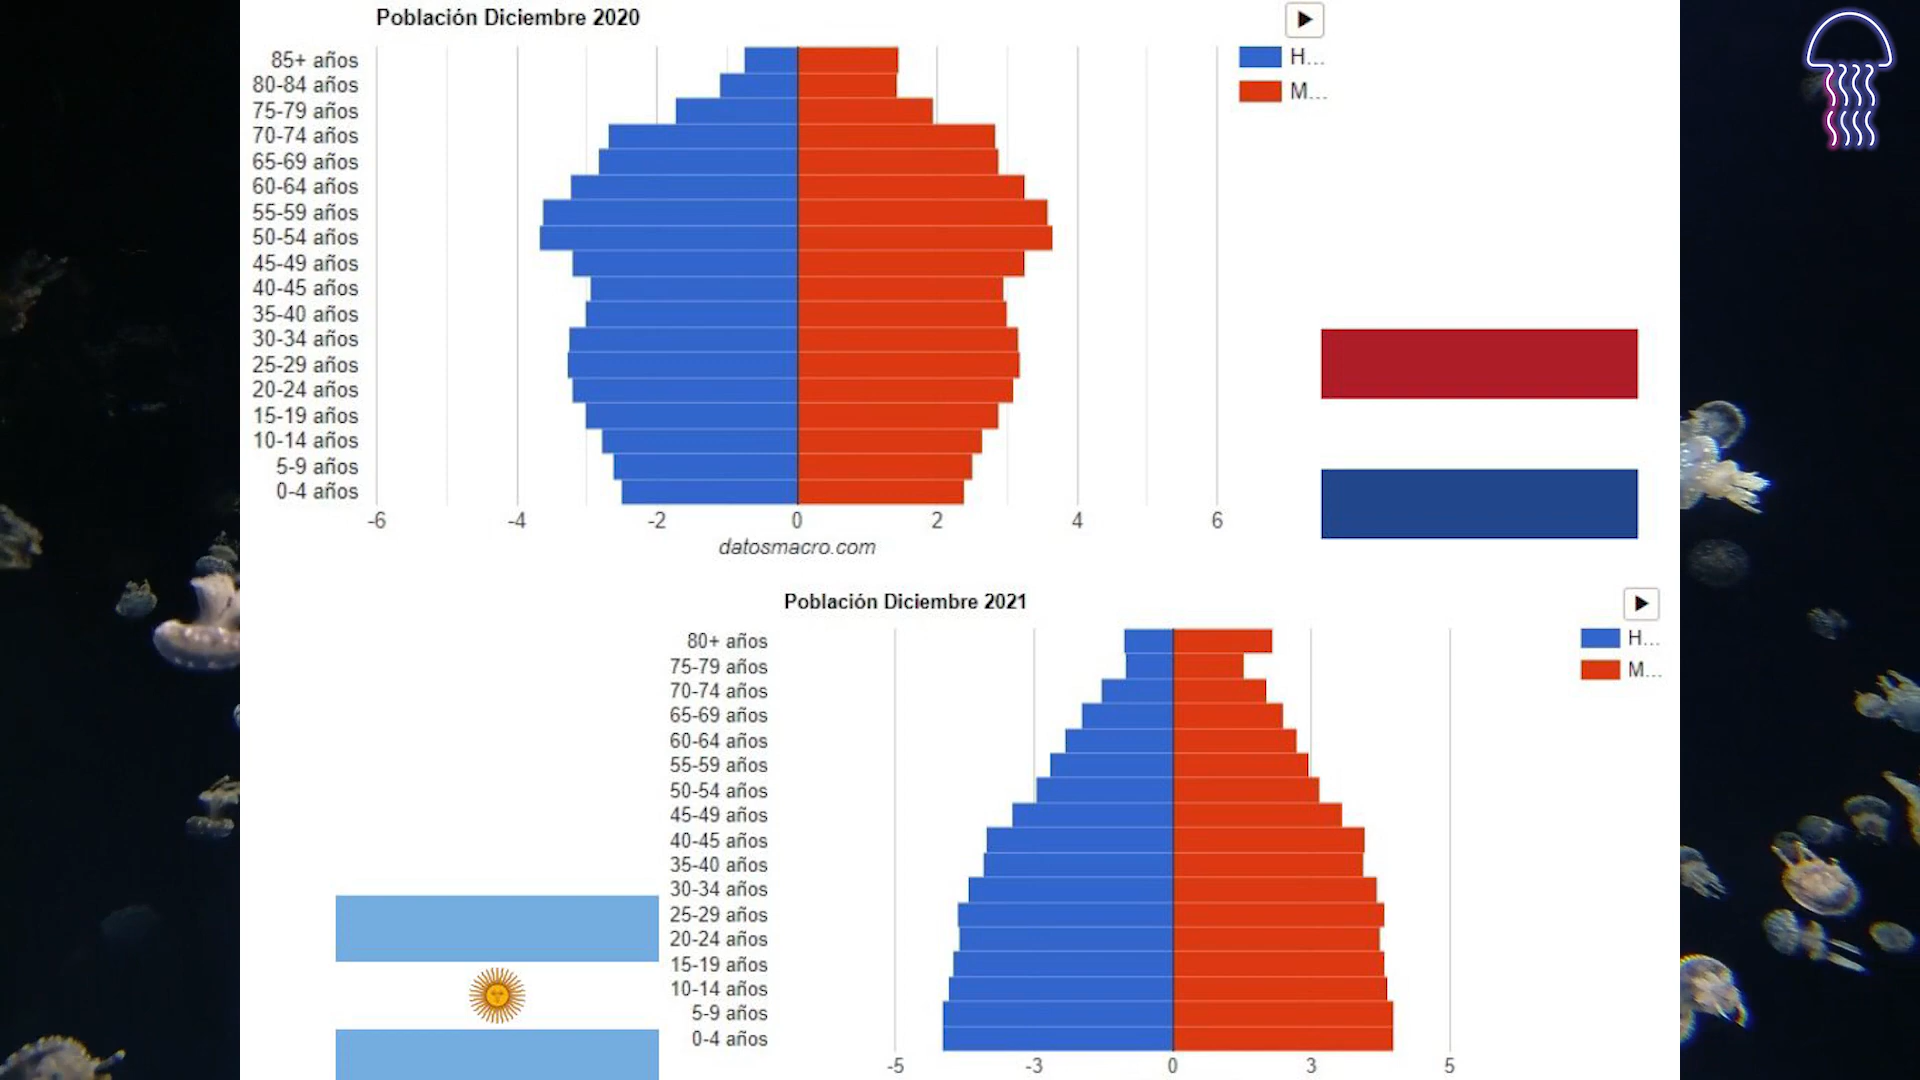 Población Diciembre 2020
H...
M...
85+ años
80-84 años
75-79 años
70-74 años
65-69 años
60-64 años
55-59 años
50-54 años
45-49 años
40-45 años
35-40 años
30-34 años
25-29 años
20-24 años
15-19 años
10-14 años
5-9 años
0-4 años
-6 -4 -2 0 2 4 6
datosmacro.com
Población Diciembre 2021
H...
M...
80+ años
75-79 años
70-74 años
65-69 años
60-64 años
55-59 años
50-54 años
45-49 años
40-45 años
35-40 años
30-34 años
25-29 años
20-24 años
15-19 años
10-14 años
5-9 años
0-4 años
-5 -3 0 3 5